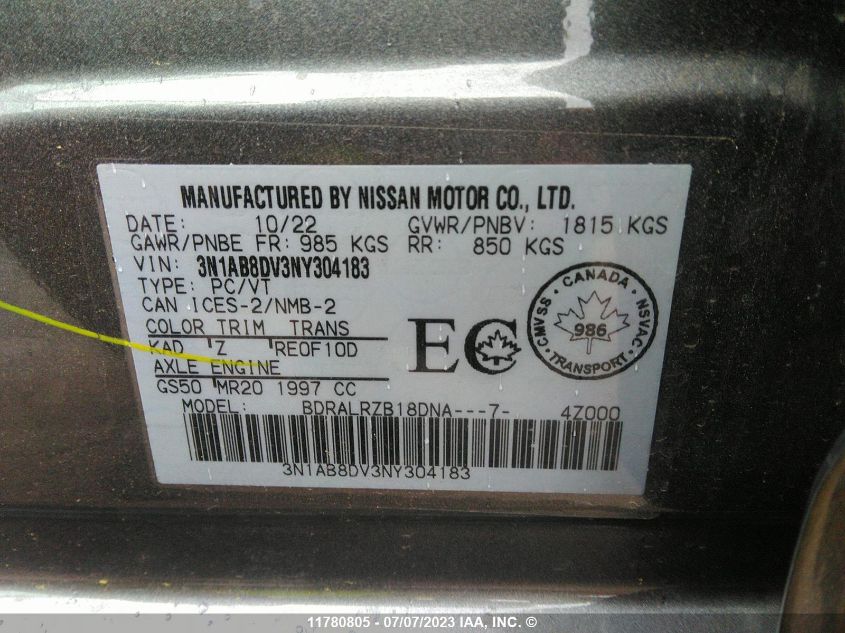 MANUFACTURED BY NISSAN MOTOR CO., LTD.
DATE: 10/22 GVWR/PNBV: 1815 KGS
GAWR/PNBE FR: 985 KGS RR: 850 KGS
VIN: 3N1AB8DV3NY304183
TYPE: PC/VT
CAN ICES-2/NMB-2
COLOR TRIM TRANS
KAD Z RE0F10D
AXLE ENGINE
GS50 MR20 1997 CC
EC
CANADA
CMVSS 986 NSVAC
TRANSPORT
MODEL: BDRALRZB18DNA---7- 4Z000
3N1AB8DV3NY304183
11780805 - 07/07/2023 IAA, INC. ©